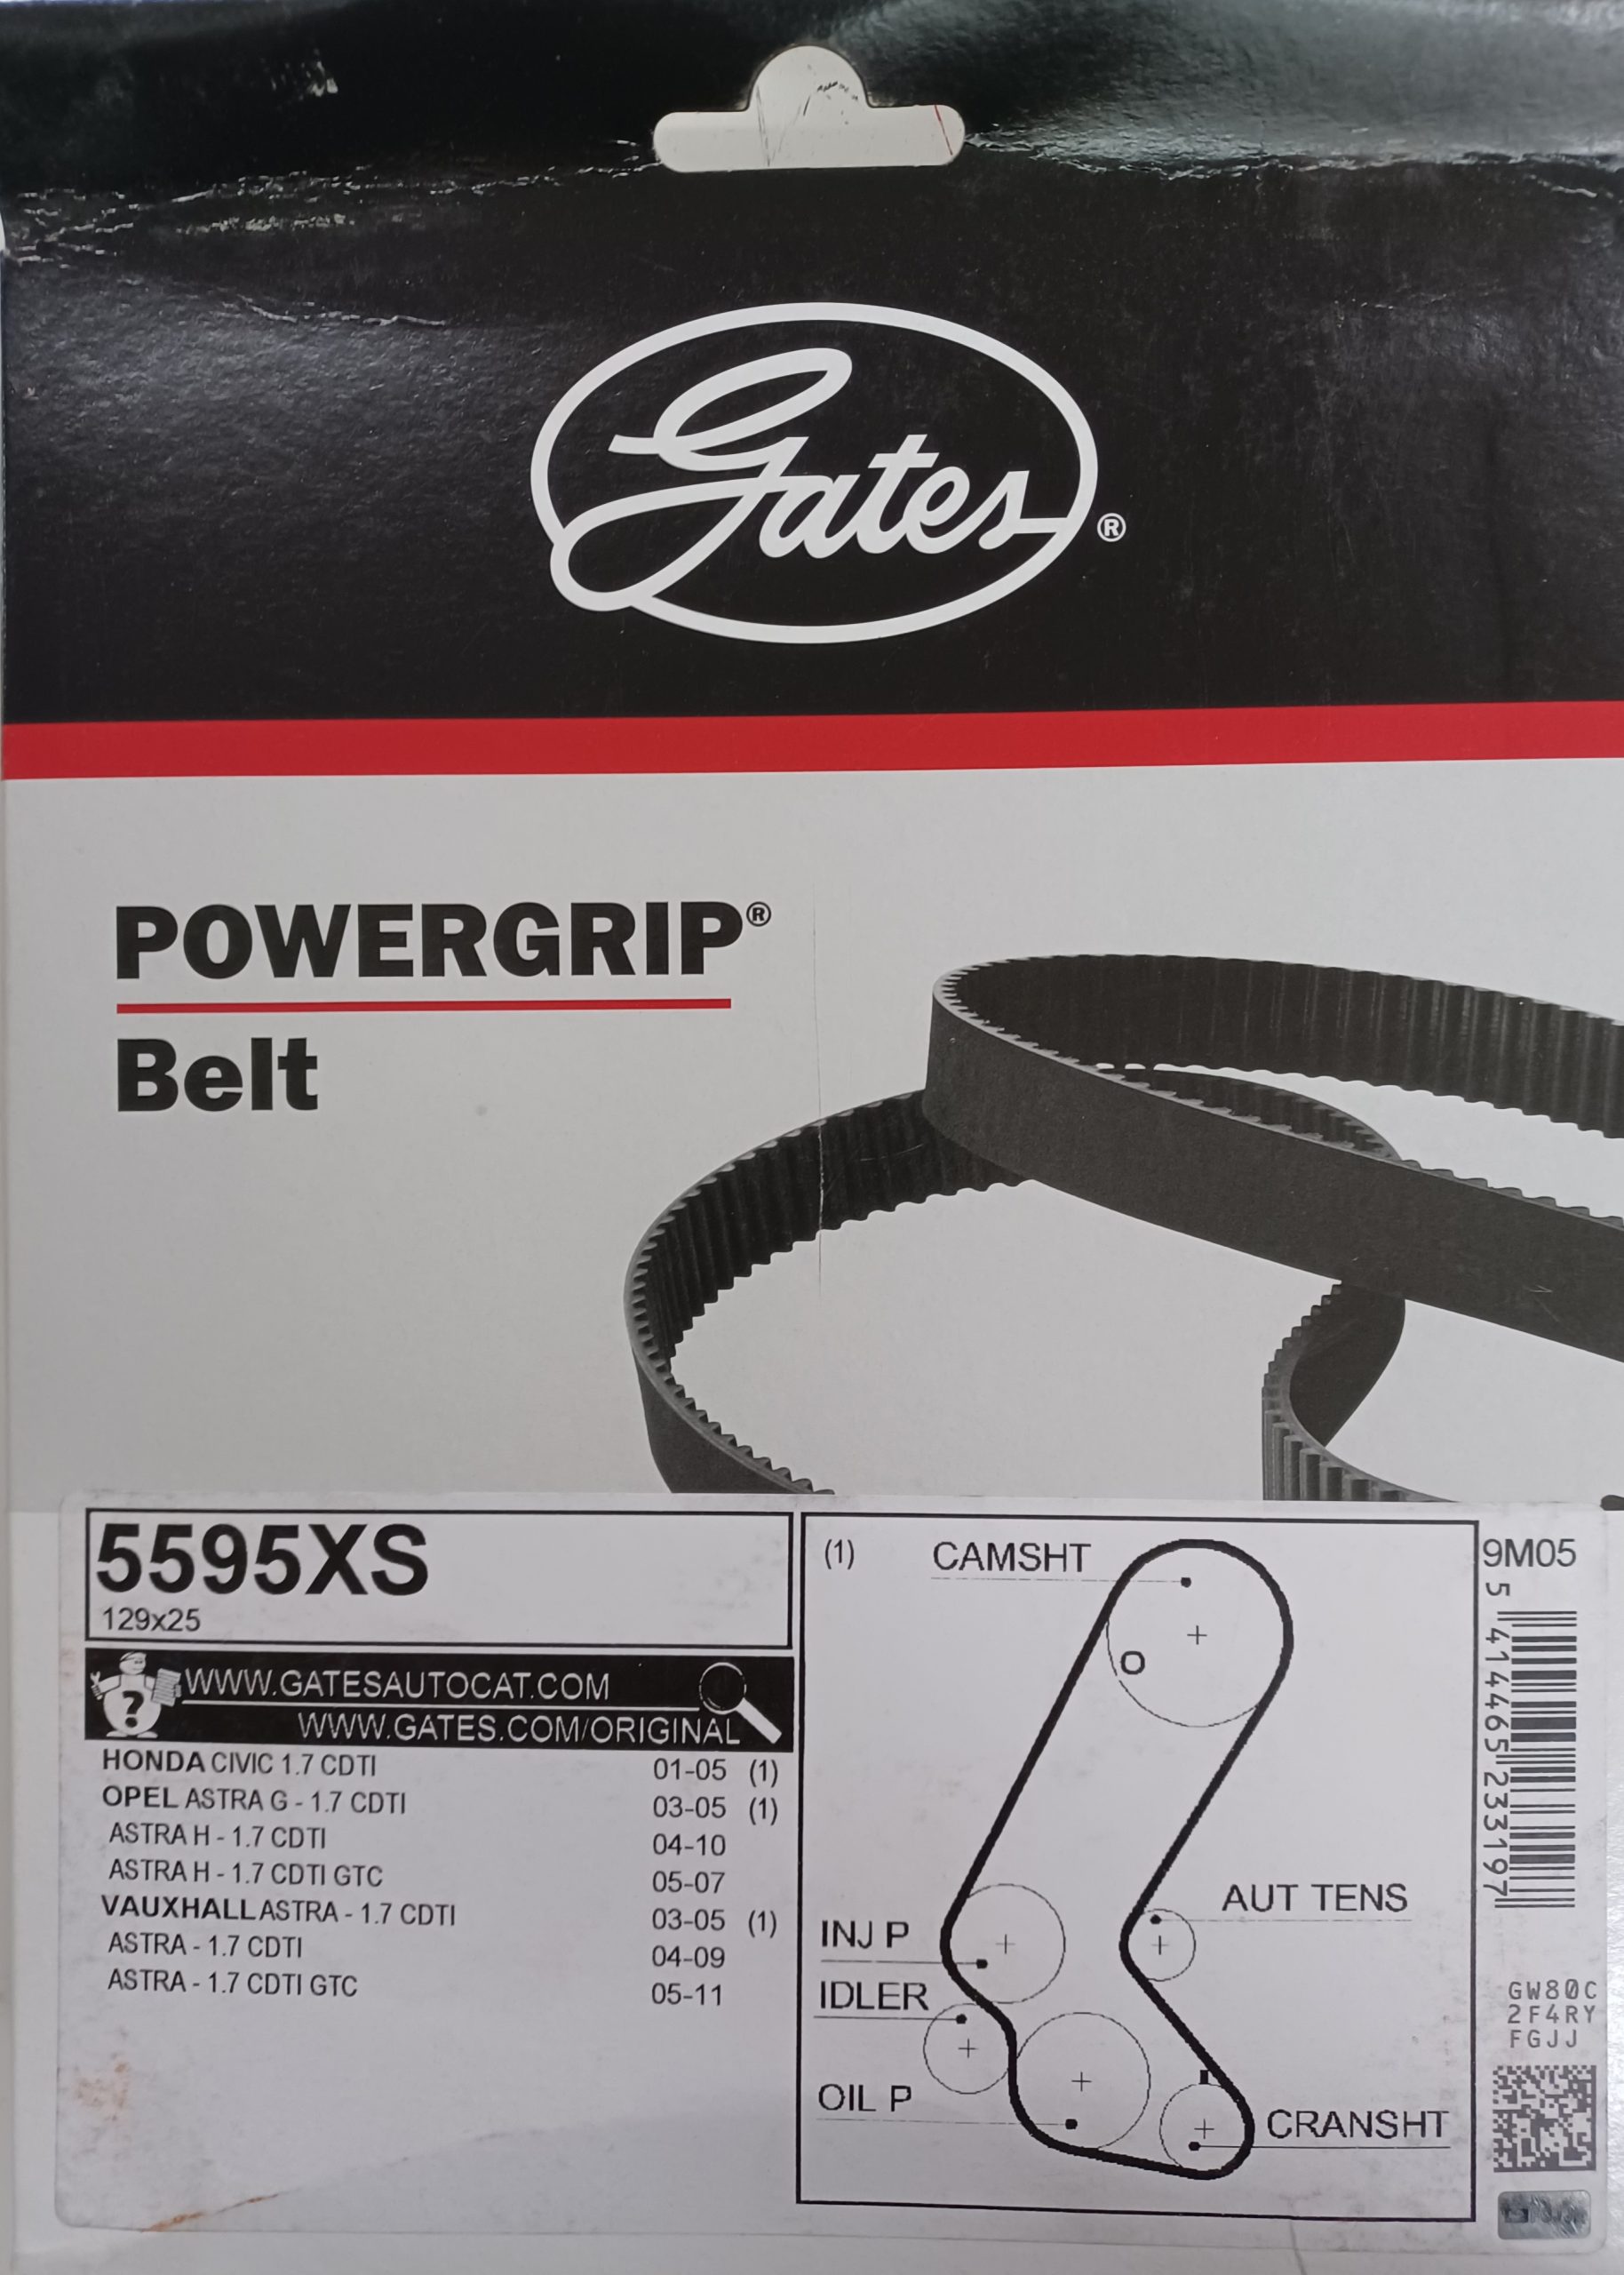 Gates®
POWERGRIP®
Belt
5595XS
129x25
WWW.GATESAUTOCAT.COM
WWW.GATES.COM/ORIGINAL
?
HONDA CIVIC 1.7 CDTI 01-05 (1)
OPEL ASTRA G - 1.7 CDTI 03-05 (1)
ASTRA H - 1.7 CDTI 04-10
ASTRA H - 1.7 CDTI GTC 05-07
VAUXHALL ASTRA - 1.7 CDTI 03-05 (1)
ASTRA - 1.7 CDTI 04-09
ASTRA - 1.7 CDTI GTC 05-11
(1)
CAMSHT
O
AUT TENS
INJ P
IDLER
OIL P
CRANSHT
9M05
5 414465 233197
GW80C
2F4RY
FGJJ